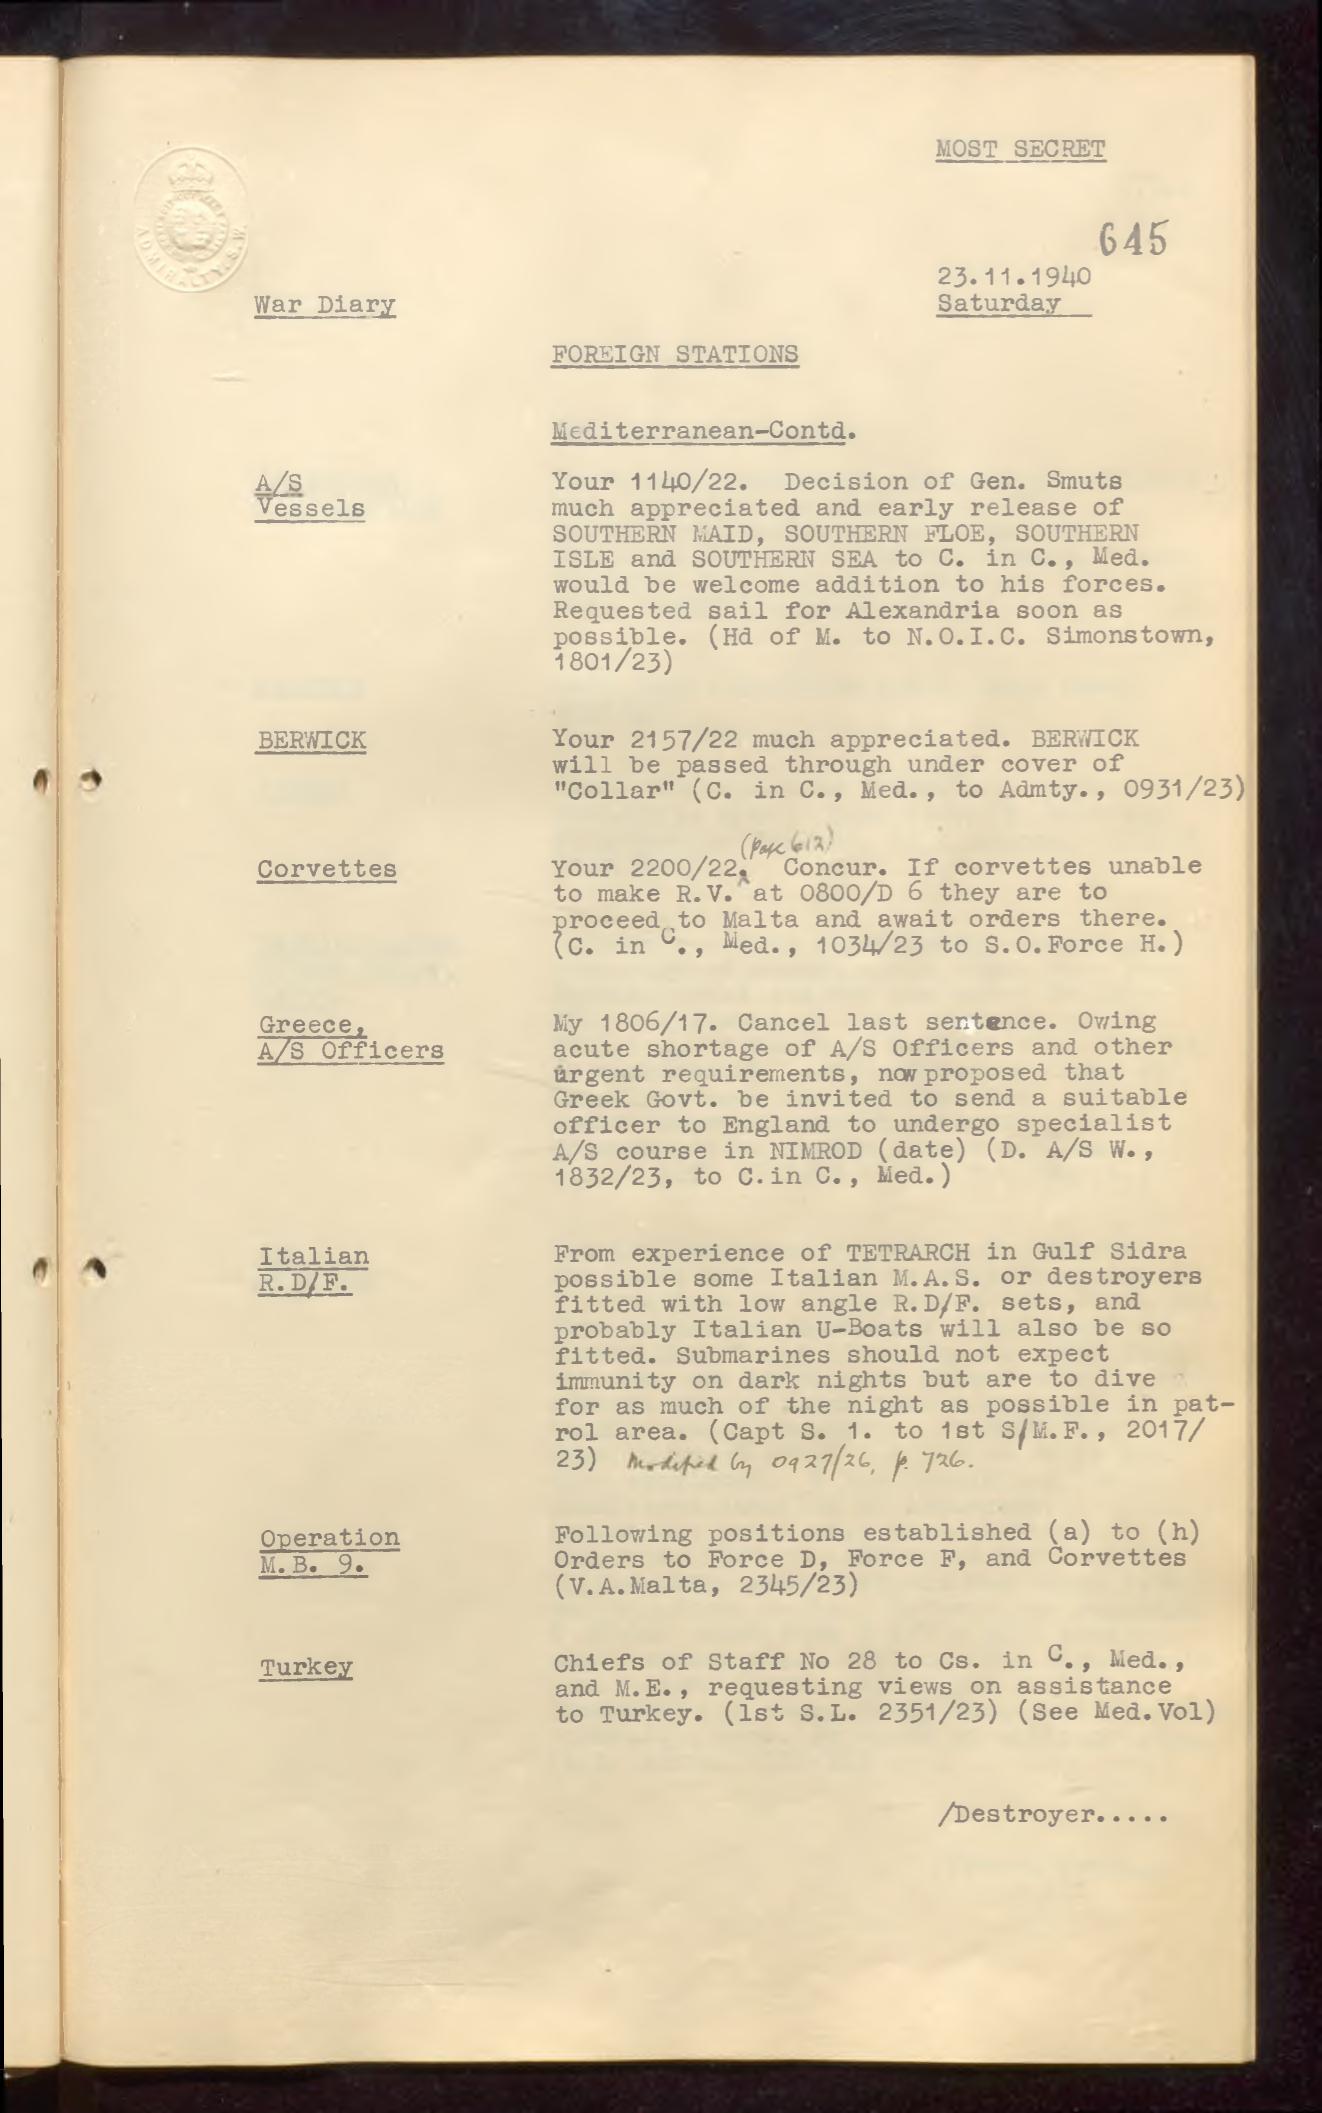 MOST SECRET
645
ADMIRALTY. S.W.
23.11.1940
War Diary
Saturday
FOREIGN STATIONS
Mediterranean-Contd.
A/S
Vessels
Your 1140/22. Decision of Gen. Smuts
much appreciated and early release of
SOUTHERN MAID, SOUTHERN FLOE, SOUTHERN
ISLE and SOUTHERN SEA to C. in C., Med.
would be welcome addition to his forces.
Requested sail for Alexandria soon as
possible. (Hd of M. to N.O.I.C. Simonstown,
1801/23)
BERWICK
Your 2157/22 much appreciated. BERWICK
will be passed through under cover of
"Collar" (C. in C., Med., to Admty., 0931/23)
Corvettes
(page 612)
Your 2200/22. Concur. If corvettes unable
to make R.V. at 0800/D 6 they are to
proceed to Malta and await orders there.
(C. in C., Med., 1034/23 to S.O.Force H.)
Greece,
A/S Officers
My 1806/17. Cancel last sentence. Owing
acute shortage of A/S Officers and other
urgent requirements, now proposed that
Greek Govt. be invited to send a suitable
officer to England to undergo specialist
A/S course in NIMROD (date) (D. A/S W.,
1832/23, to C.in C., Med.)
Italian
R.D/F.
From experience of TETRARCH in Gulf Sidra
possible some Italian M.A.S. or destroyers
fitted with low angle R.D/F. sets, and
probably Italian U-Boats will also be so
fitted. Submarines should not expect
immunity on dark nights but are to dive
for as much of the night as possible in pat-
rol area. (Capt S. 1. to 1st S/M.F., 2017/
23) Modified by 0927/26, p. 726.
Operation
M.B. 9.
Following positions established (a) to (h)
Orders to Force D, Force F, and Corvettes
(V.A.Malta, 2345/23)
Turkey
Chiefs of Staff No 28 to Cs. in C., Med.,
and M.E., requesting views on assistance
to Turkey. (1st S.L. 2351/23) (See Med.Vol)
/Destroyer.....